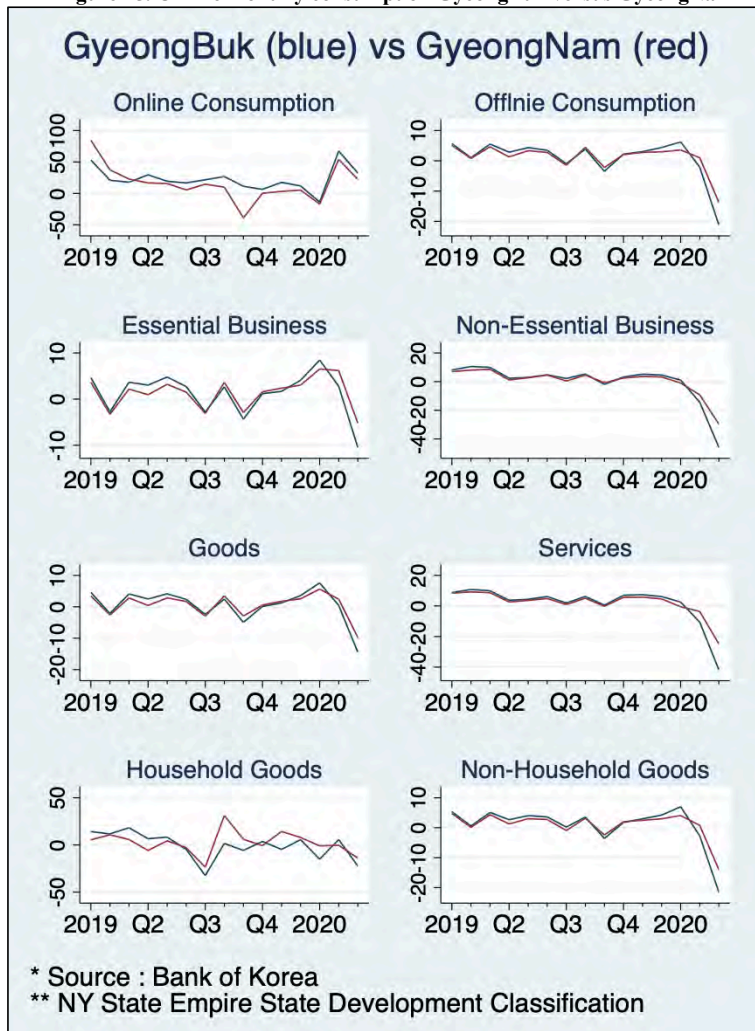 GyeongBuk (blue) vs GyeongNam (red)
Online Consumption
-50 0 50 100
2019 Q2 Q3 Q4 2020
Offlnie Consumption
-20 -10 0 10
2019 Q2 Q3 Q4 2020
Essential Business
-10 0 10
2019 Q2 Q3 Q4 2020
Non-Essential Business
-40 -20 0 20
2019 Q2 Q3 Q4 2020
Goods
-20 -10 0 10
2019 Q2 Q3 Q4 2020
Services
-40 -20 0 20
2019 Q2 Q3 Q4 2020
Household Goods
-50 0 50
2019 Q2 Q3 Q4 2020
Non-Household Goods
-20 -10 0 10
2019 Q2 Q3 Q4 2020
* Source : Bank of Korea
** NY State Empire State Development Classification